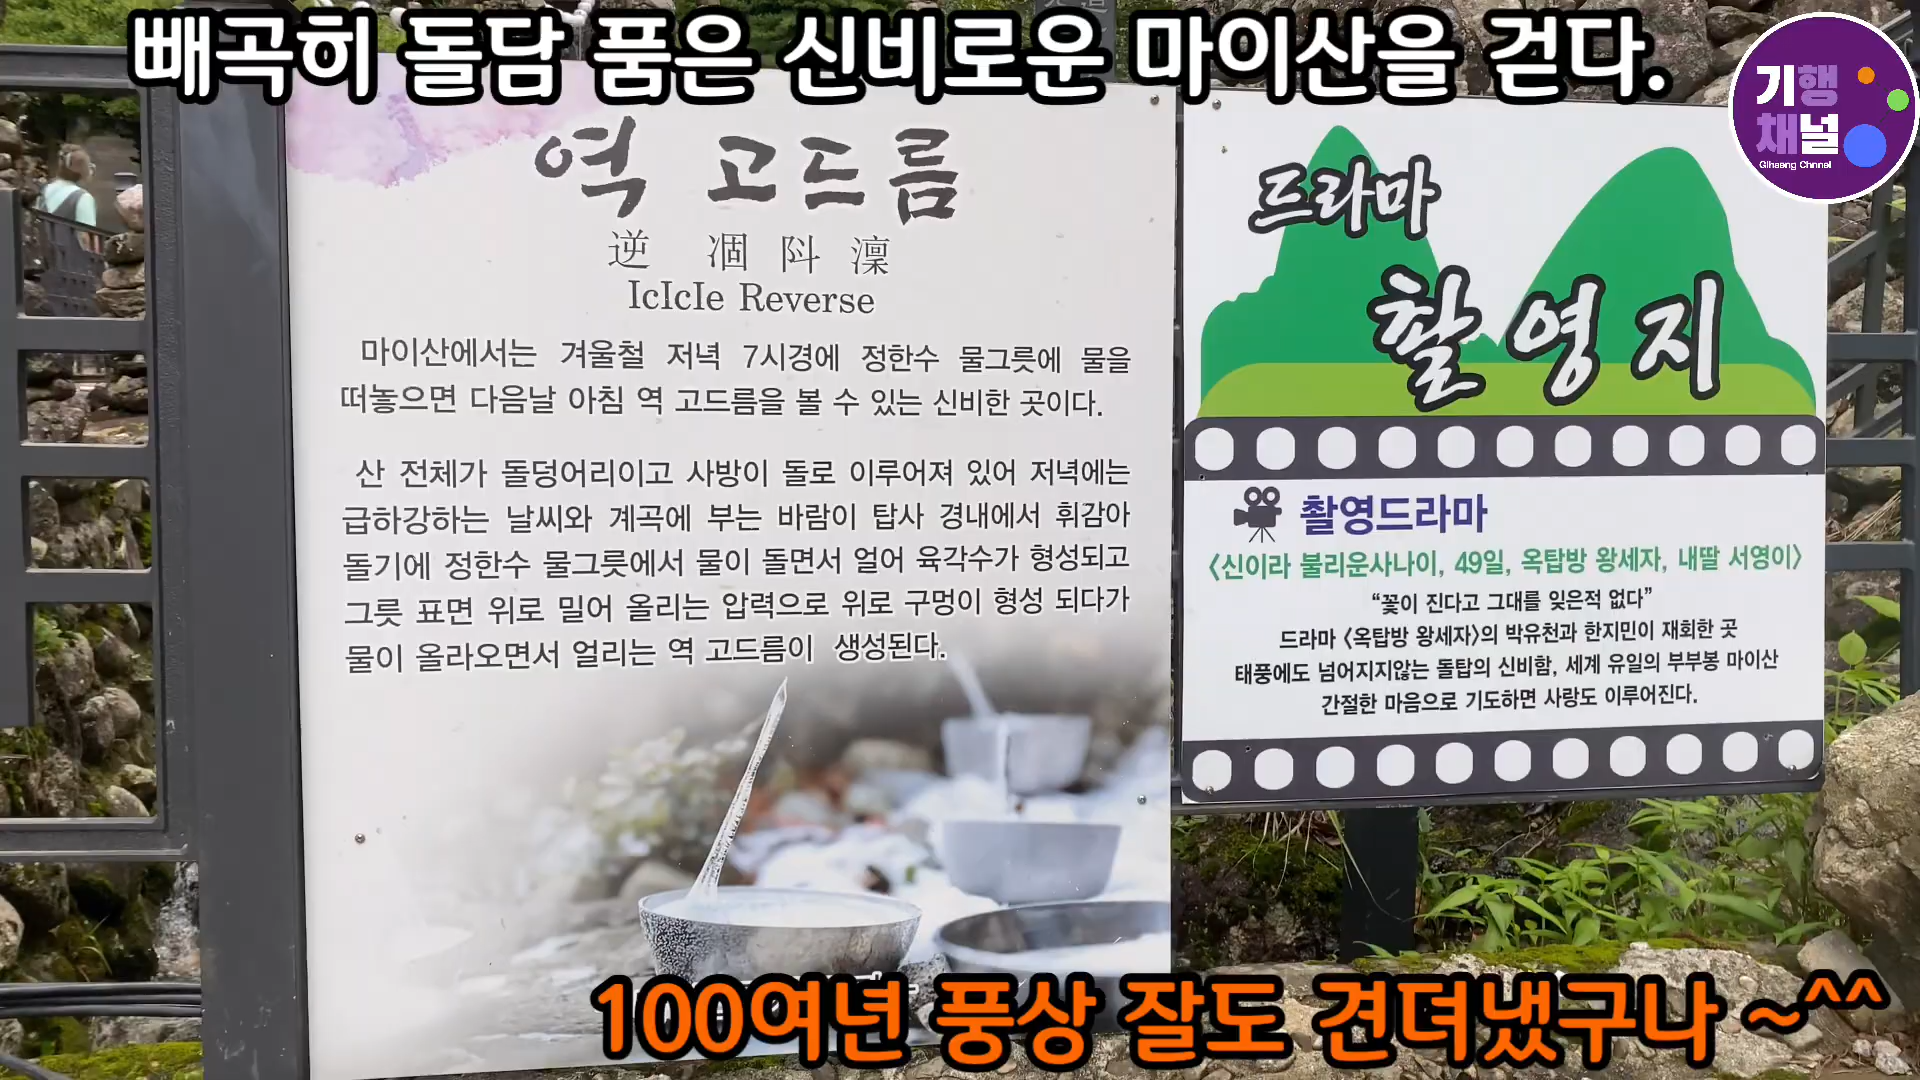 빼곡히 돌담 품은 신비로운 마이산을 걷다.
기행
채널
Gihaeng Chnnel
역 고드름
逆 凅 㪷 澟
IcIcIe Reverse
마이산에서는 겨울철 저녁 7시경에 정한수 물그릇에 물을
떠놓으면 다음날 아침 역 고드름을 볼 수 있는 신비한 곳이다.
산 전체가 돌덩어리이고 사방이 돌로 이루어져 있어 저녁에는
급하강하는 날씨와 계곡에 부는 바람이 탑사 경내에서 휘감아
돌기에 정한수 물그릇에서 물이 돌면서 얼어 육각수가 형성되고
그릇 표면 위로 밀어 올리는 압력으로 위로 구멍이 형성 되다가
물이 올라오면서 얼리는 역 고드름이 생성된다.
드라마
촬영지
촬영드라마
<신이라 불리운사나이, 49일, 옥탑방 왕세자, 내딸 서영이>
“꽃이 진다고 그대를 잊은적 없다”
드라마 <옥탑방 왕세자>의 박유천과 한지민이 재회한 곳
태풍에도 넘어지지않는 돌탑의 신비함, 세계 유일의 부부봉 마이산
간절한 마음으로 기도하면 사랑도 이루어진다.
100여년 풍상 잘도 견뎌냈구나 ~^^